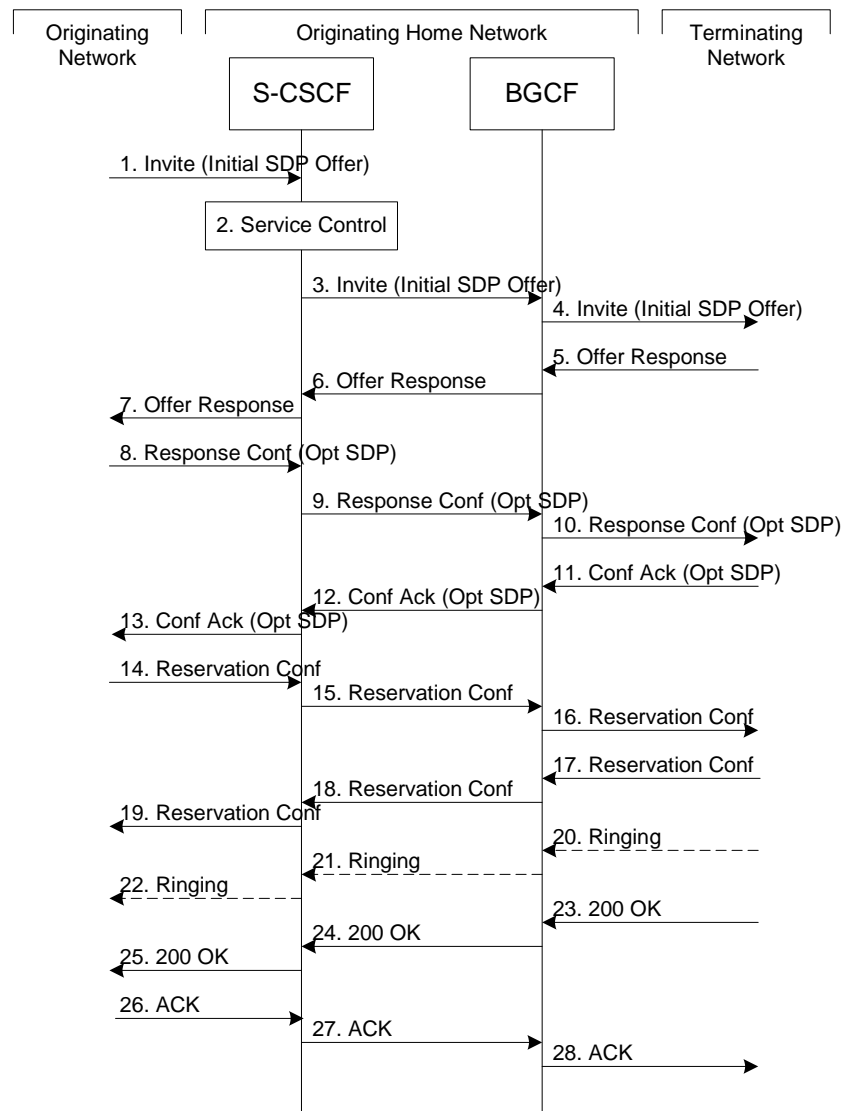 Originating
Network
Originating Home Network
Terminating
Network
S-CSCF
BGCF
1. Invite (Initial SDP Offer)
2. Service Control
3. Invite (Initial SDP Offer)
4. Invite (Initial SDP Offer)
5. Offer Response
6. Offer Response
7. Offer Response
8. Response Conf (Opt SDP)
9. Response Conf (Opt SDP)
10. Response Conf (Opt SDP)
11. Conf Ack (Opt SDP)
12. Conf Ack (Opt SDP)
13. Conf Ack (Opt SDP)
14. Reservation Conf
15. Reservation Conf
16. Reservation Conf
17. Reservation Conf
18. Reservation Conf
19. Reservation Conf
20. Ringing
21. Ringing
22. Ringing
23. 200 OK
24. 200 OK
25. 200 OK
26. ACK
27. ACK
28. ACK